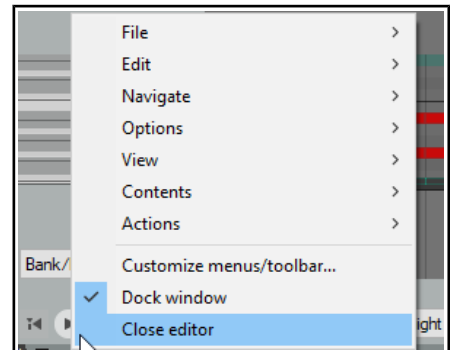 File
Edit
Navigate
Options
View
Contents
Actions
Bank/
Customize menus/toolbar...
Dock window
Close editor
ight